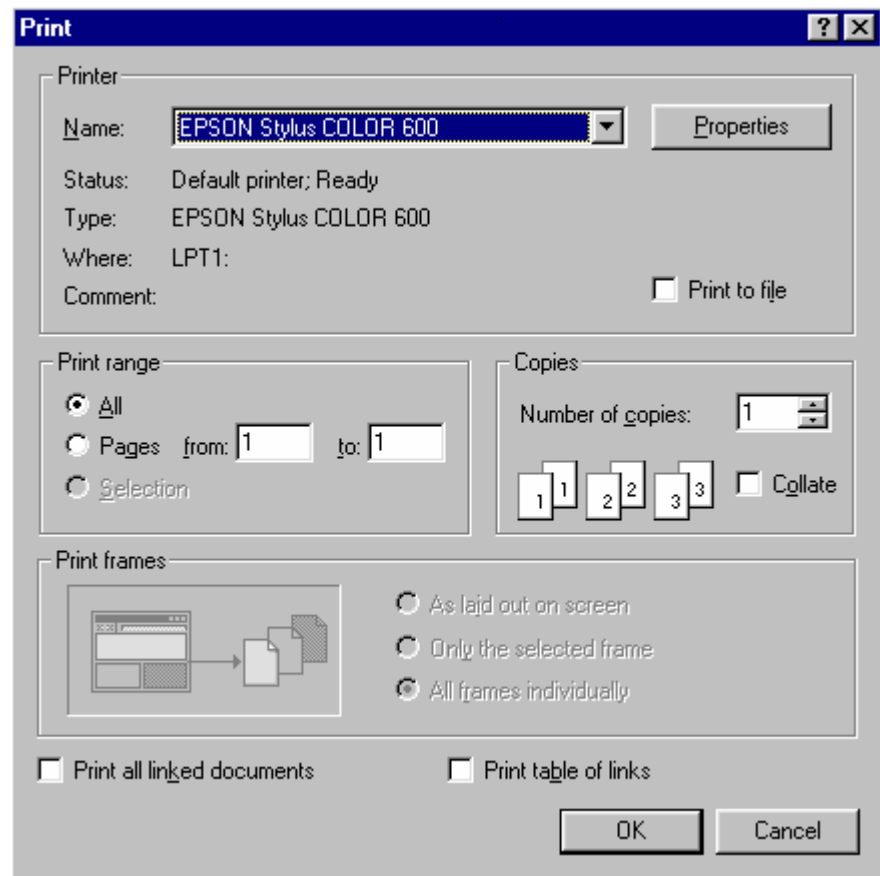 Print
Printer
Name: EPSON Stylus COLOR 600 Properties
Status: Default printer; Ready
Type: EPSON Stylus COLOR 600
Where: LPT1:
Comment: Print to file
Print range
All
Pages from: 1 to: 1
Selection
Copies
Number of copies: 1
1 1 2 2 3 3 Collate
Print frames
As laid out on screen
Only the selected frame
All frames individually
Print all linked documents Print table of links
OK Cancel